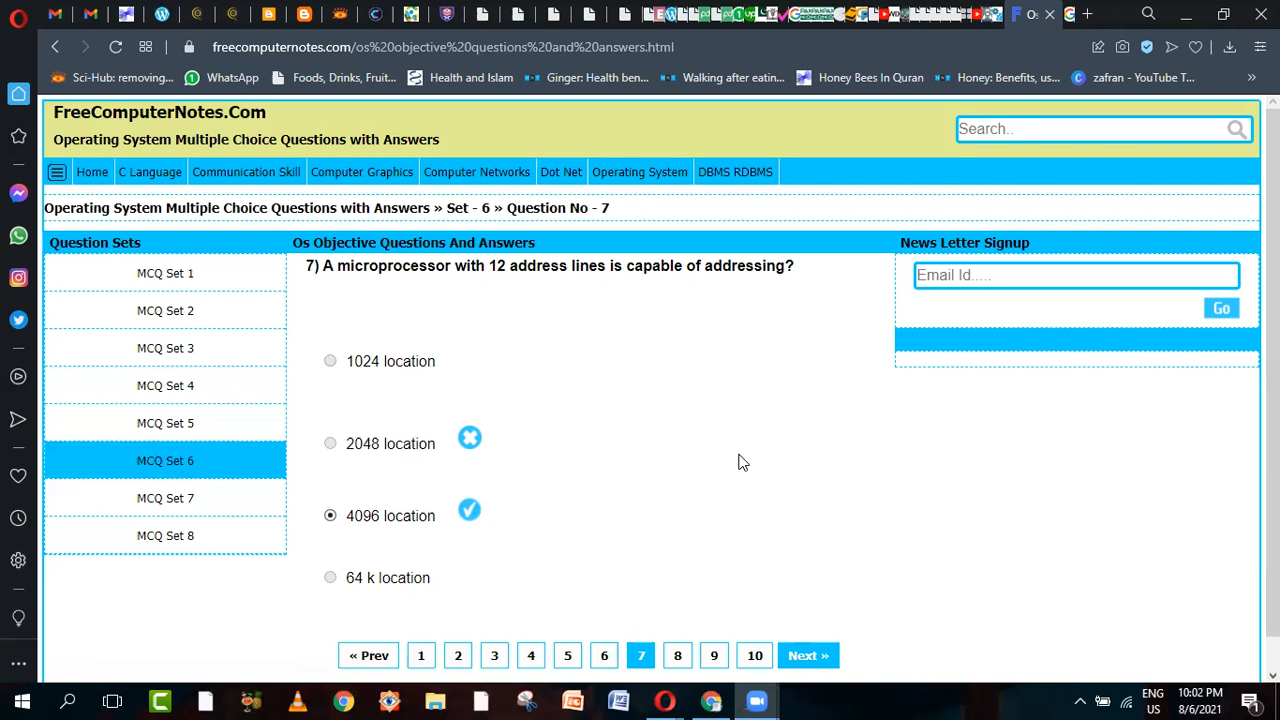 freecomputernotes.com/os%20objective%20questions%20and%20answers.html
Sci-Hub: removing...
WhatsApp
Foods, Drinks, Fruit...
Health and Islam
Ginger: Health ben...
Walking after eatin...
Honey Bees In Quran
Honey: Benefits, us...
zafran - YouTube T...
FreeComputerNotes.Com
Operating System Multiple Choice Questions with Answers
Search..
Home
C Language
Communication Skill
Computer Graphics
Computer Networks
Dot Net
Operating System
DBMS RDBMS
Operating System Multiple Choice Questions with Answers » Set - 6 » Question No - 7
Question Sets
MCQ Set 1
MCQ Set 2
MCQ Set 3
MCQ Set 4
MCQ Set 5
MCQ Set 6
MCQ Set 7
MCQ Set 8
Os Objective Questions And Answers
7) A microprocessor with 12 address lines is capable of addressing?
1024 location
2048 location
4096 location
64 k location
« Prev 1 2 3 4 5 6 7 8 9 10 Next »
News Letter Signup
Email Id.....
Go
ENG
US
10:02 PM
8/6/2021